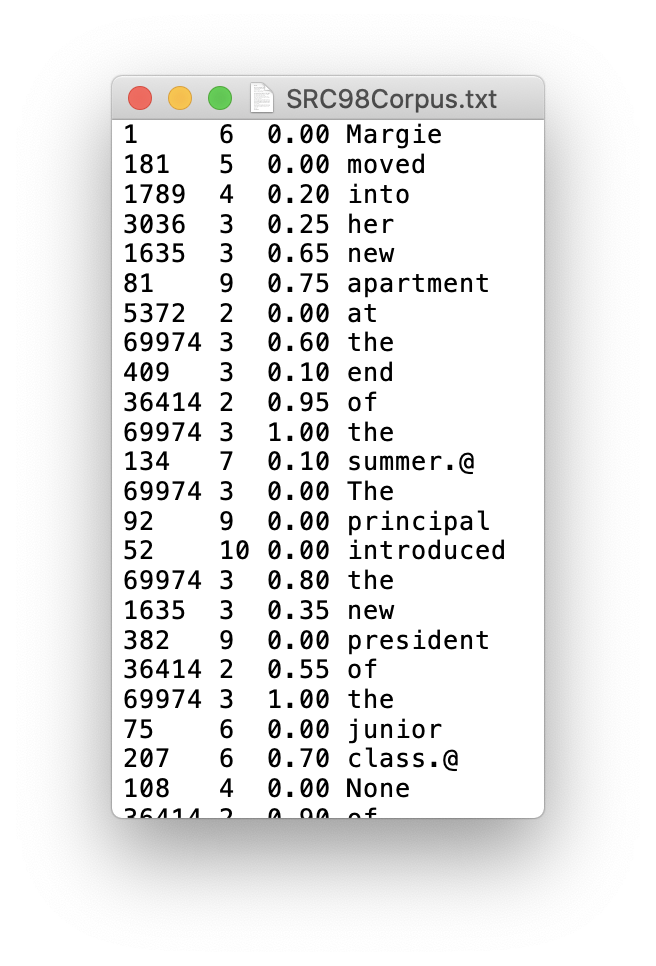 SRC98Corpus.txt
1 6 0.00 Margie
181 5 0.00 moved
1789 4 0.20 into
3036 3 0.25 her
1635 3 0.65 new
81 9 0.75 apartment
5372 2 0.00 at
69974 3 0.60 the
409 3 0.10 end
36414 2 0.95 of
69974 3 1.00 the
134 7 0.10 summer.@
69974 3 0.00 The
92 9 0.00 principal
52 10 0.00 introduced
69974 3 0.80 the
1635 3 0.35 new
382 9 0.00 president
36414 2 0.55 of
69974 3 1.00 the
75 6 0.00 junior
207 6 0.70 class.@
108 4 0.00 None
36414 2 0.90 of